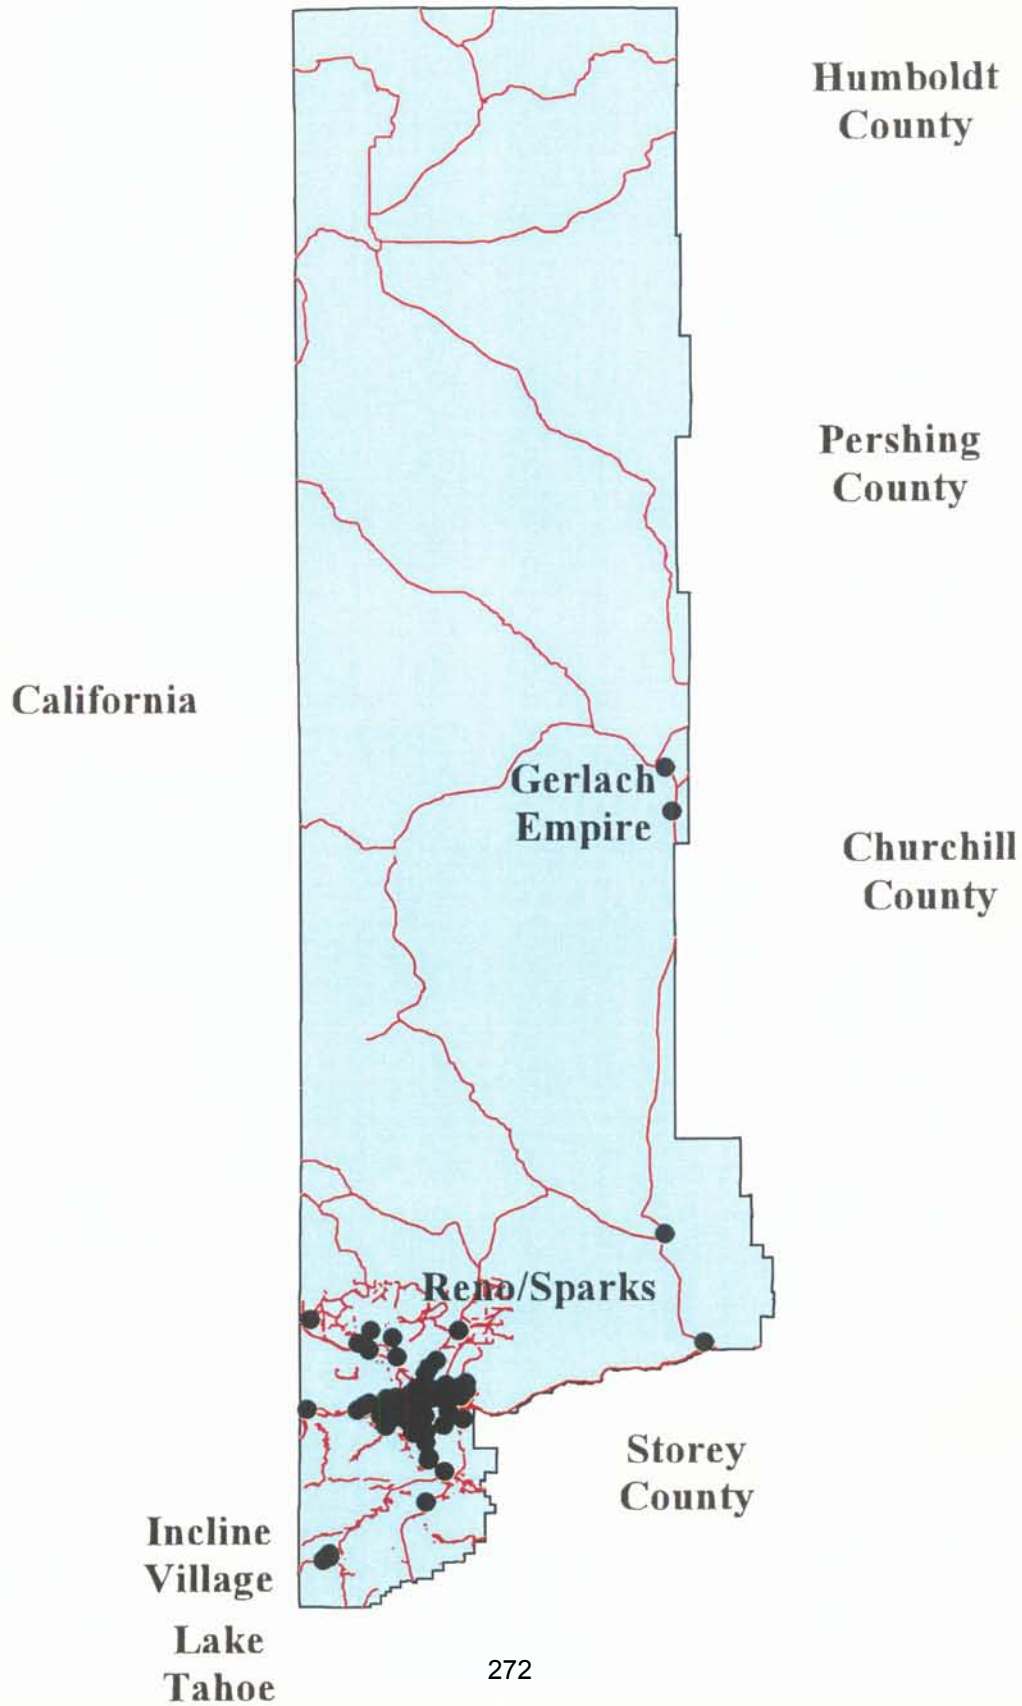 Humboldt
County
Pershing
County
California
Gerlach
Empire
Churchill
County
Reno/Sparks
Storey
County
Incline
Village
Lake
Tahoe
272